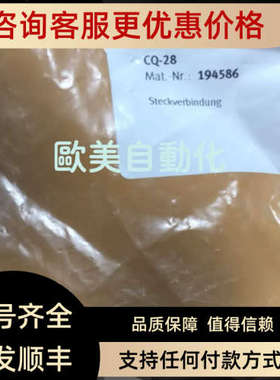 咨询客服更优惠价格
CQ-28
Mat. Nr.: 194586
Steckverbindung
歐美自動化
号齐全
品质保障 值得信赖
发顺丰
支持任何付款方式